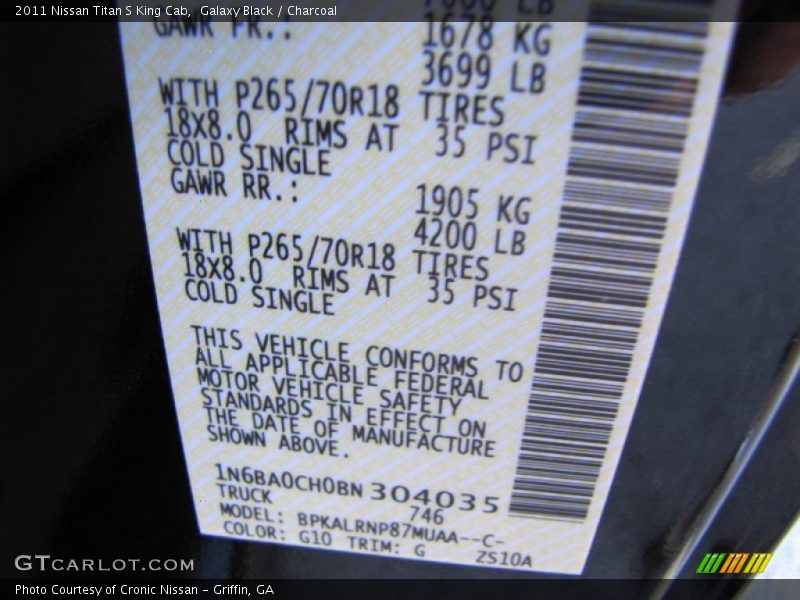 2011 Nissan Titan S King Cab, Galaxy Black / Charcoal
GAWR FR.:
1678 KG
3699 LB
WITH P265/70R18 TIRES
18X8.0 RIMS AT 35 PSI
COLD SINGLE
GAWR RR.:
1905 KG
4200 LB
WITH P265/70R18 TIRES
18X8.0 RIMS AT 35 PSI
COLD SINGLE
THIS VEHICLE CONFORMS TO
ALL APPLICABLE FEDERAL
MOTOR VEHICLE SAFETY
STANDARDS IN EFFECT ON
THE DATE OF MANUFACTURE
SHOWN ABOVE.
1N6BA0CH0BN304035
TRUCK 746
MODEL: BPKALRNP87MUAA--C-
COLOR: G10 TRIM: G ZS10A
GTCARLOT.COM
Photo Courtesy of Cronic Nissan – Griffin, GA